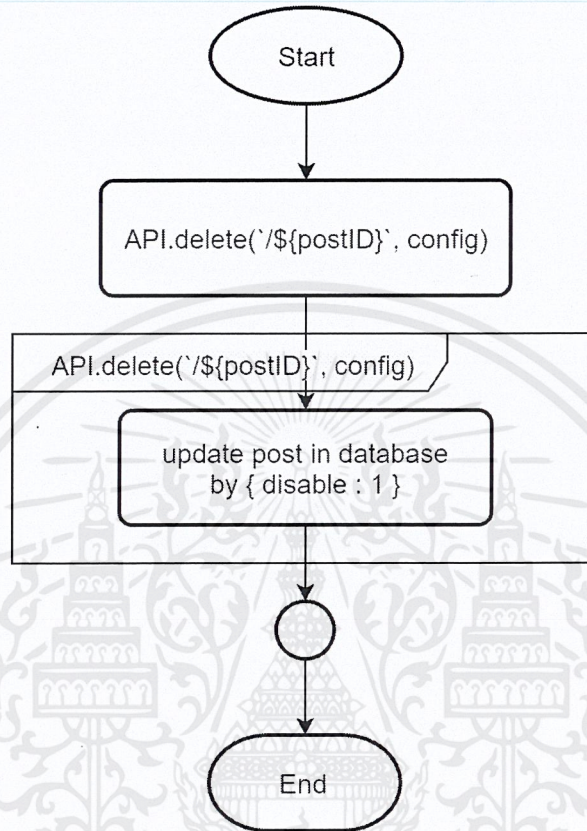 Start
API.delete(`/${postID}`, config)
API.delete(`/${postID}`, config)
update post in database
by { disable : 1 }
End